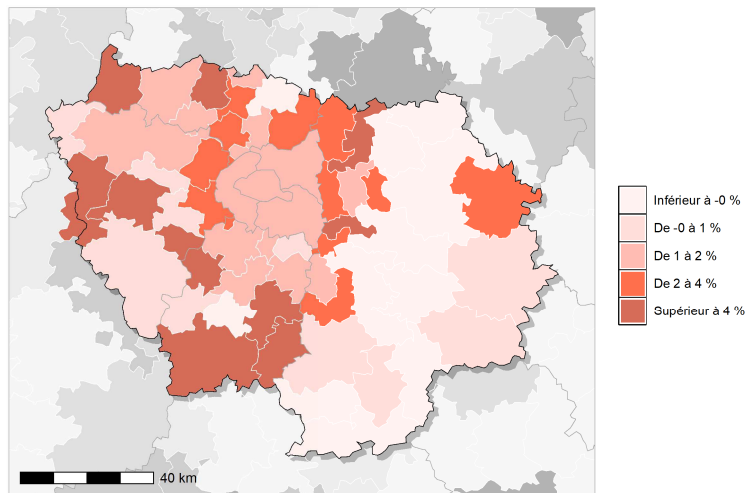 Inférieur à -0 %
De -0 à 1 %
De 1 à 2 %
De 2 à 4 %
Supérieur à 4 %
40 km